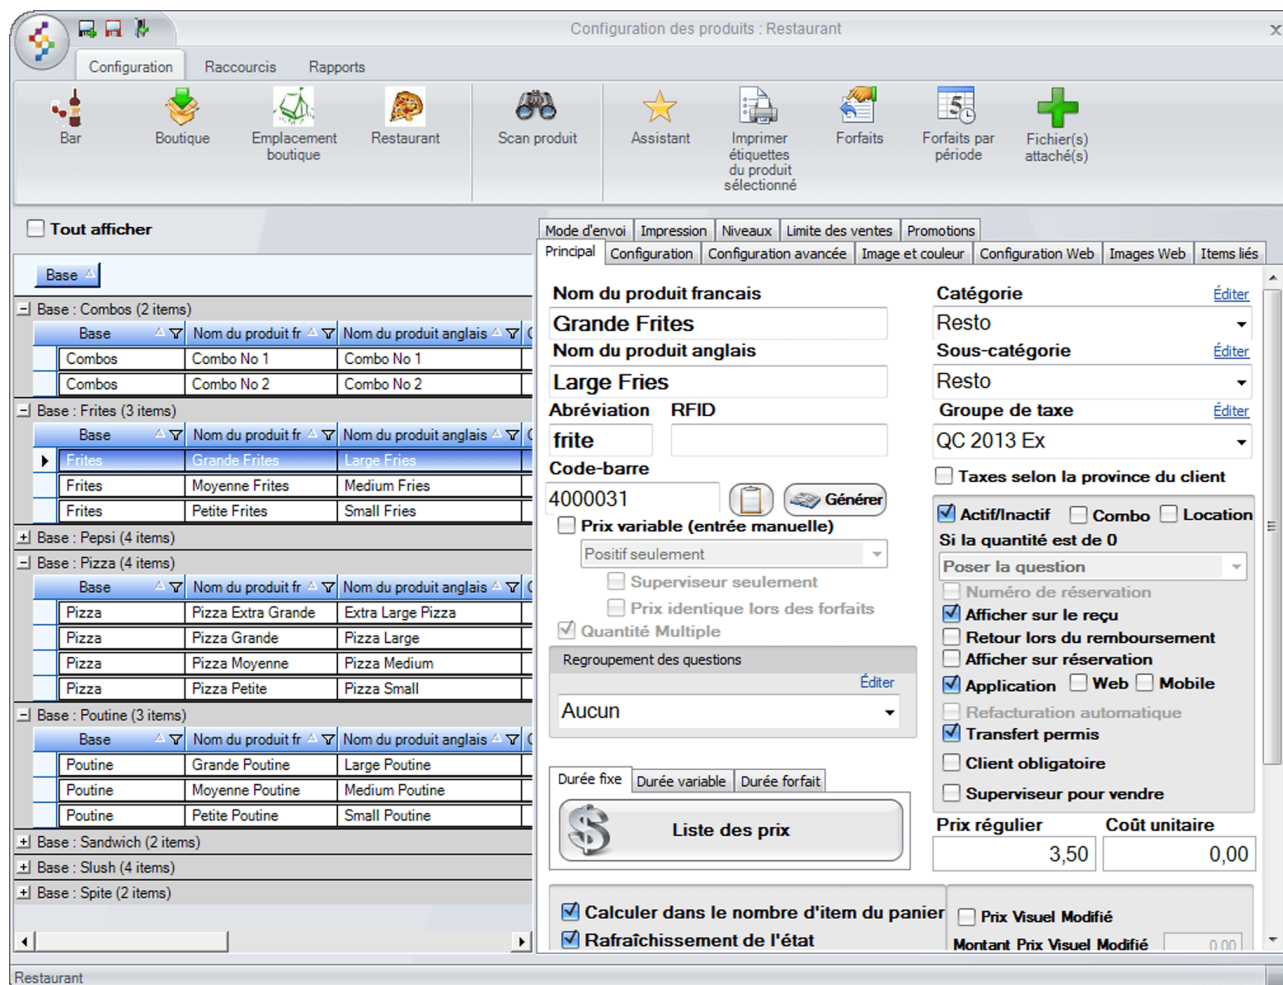 Configuration des produits : Restaurant
Configuration Raccourcis Rapports
Bar
Boutique
Emplacement
boutique
Restaurant
Scan produit
Assistant
Imprimer
étiquettes
du produit
sélectionné
Forfaits
Forfaits par
période
Fichier(s)
attaché(s)
Tout afficher
Base
Base : Combos (2 items)
Base Nom du produit fr Nom du produit anglais
Combos Combo No 1 Combo No 1
Combos Combo No 2 Combo No 2
Base : Frites (3 items)
Base Nom du produit fr Nom du produit anglais
Frites Grande Frites Large Fries
Frites Moyenne Frites Medium Fries
Frites Petite Frites Small Fries
Base : Pepsi (4 items)
Base : Pizza (4 items)
Base Nom du produit fr Nom du produit anglais
Pizza Pizza Extra Grande Extra Large Pizza
Pizza Pizza Grande Pizza Large
Pizza Pizza Moyenne Pizza Medium
Pizza Pizza Petite Pizza Small
Base : Poutine (3 items)
Base Nom du produit fr Nom du produit anglais
Poutine Grande Poutine Large Poutine
Poutine Moyenne Poutine Medium Poutine
Poutine Petite Poutine Small Poutine
Base : Sandwich (2 items)
Base : Slush (4 items)
Base : Spite (2 items)
Mode d'envoi Impression Niveaux Limite des ventes Promotions
Principal Configuration Configuration avancée Image et couleur Configuration Web Images Web Items liés
Nom du produit francais
Grande Frites
Nom du produit anglais
Large Fries
Abréviation RFID
frite
Code-barre
4000031 Générer
Prix variable (entrée manuelle)
Positif seulement
Superviseur seulement
Prix identique lors des forfaits
Quantité Multiple
Regroupement des questions
Éditer
Aucun
Durée fixe Durée variable Durée forfait
$ Liste des prix
Calculer dans le nombre d'item du panier
Rafraîchissement de l'état
Catégorie Éditer
Resto
Sous-catégorie Éditer
Resto
Groupe de taxe Éditer
QC 2013 Ex
Taxes selon la province du client
Actif/Inactif Combo Location
Si la quantité est de 0
Poser la question
Numéro de réservation
Afficher sur le reçu
Retour lors du remboursement
Afficher sur réservation
Application Web Mobile
Refacturation automatique
Transfert permis
Client obligatoire
Superviseur pour vendre
Prix régulier Coût unitaire
3,50 0,00
Prix Visuel Modifié
Montant Prix Visuel Modifié 0.00
Restaurant